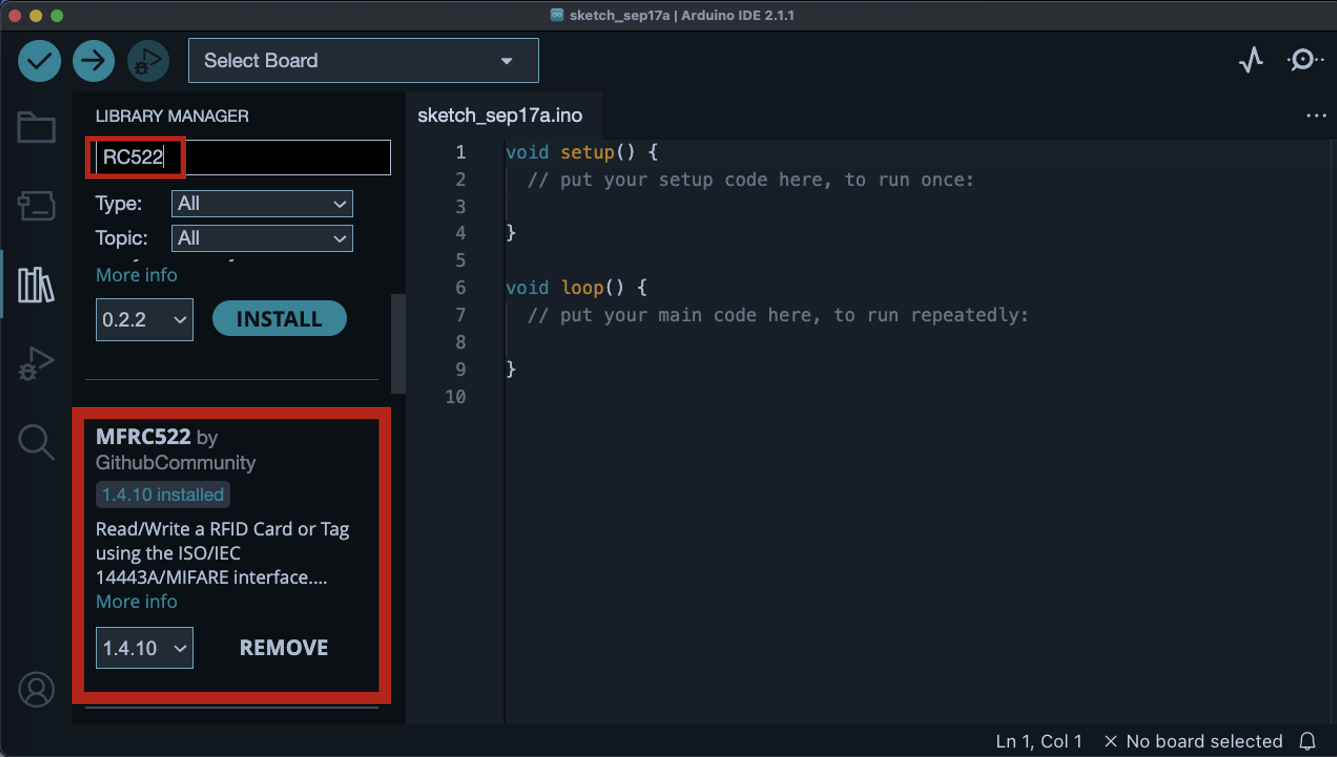 sketch_sep17a | Arduino IDE 2.1.1
Select Board
LIBRARY MANAGER
RC522
Type: All
Topic: All
More info
0.2.2 INSTALL
MFRC522 by
GithubCommunity
1.4.10 installed
Read/Write a RFID Card or Tag
using the ISO/IEC
14443A/MIFARE interface....
More info
1.4.10 REMOVE
sketch_sep17a.ino
1 void setup() {
2 // put your setup code here, to run once:
3
4 }
5
6 void loop() {
7 // put your main code here, to run repeatedly:
8
9 }
10
Ln 1, Col 1 × No board selected